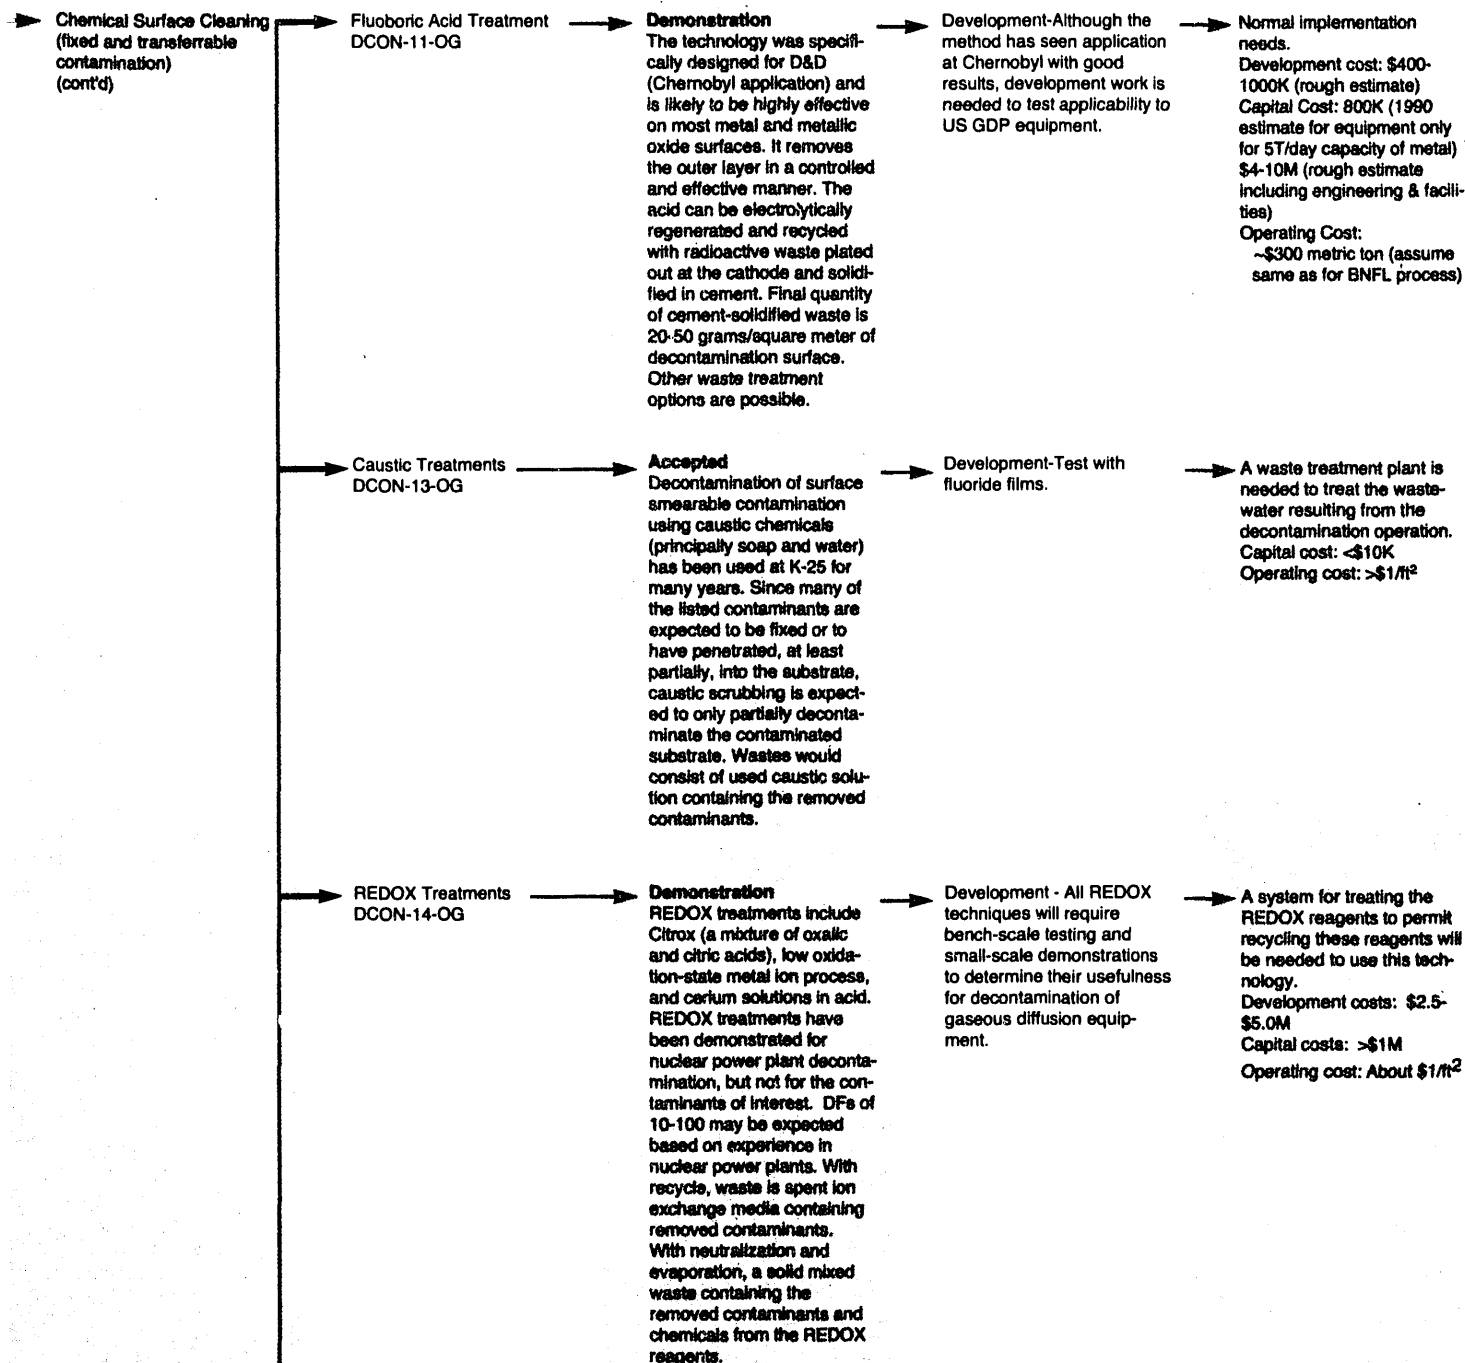 Chemical Surface Cleaning
(fixed and transferrable
contamination)
(cont'd)
Fluoboric Acid Treatment
DCON-11-OG
Demonstration
The technology was specifi-
cally designed for D&D
(Chernobyl application) and
is likely to be highly effective
on most metal and metallic
oxide surfaces. It removes
the outer layer in a controlled
and effective manner. The
acid can be electrolytically
regenerated and recycled
with radioactive waste plated
out at the cathode and solidi-
fied in cement. Final quantity
of cement-solidified waste is
20-50 grams/square meter of
decontamination surface.
Other waste treatment
options are possible.
Development-Although the
method has seen application
at Chernobyl with good
results, development work is
needed to test applicability to
US GDP equipment.
Normal implementation
needs.
Development cost: $400-
1000K (rough estimate)
Capital Cost: 800K (1990
estimate for equipment only
for 5T/day capacity of metal)
$4-10M (rough estimate
including engineering & facili-
ties)
Operating Cost:
~$300 metric ton (assume
same as for BNFL process)
Caustic Treatments
DCON-13-OG
Accepted
Decontamination of surface
smearable contamination
using caustic chemicals
(principally soap and water)
has been used at K-25 for
many years. Since many of
the listed contaminants are
expected to be fixed or to
have penetrated, at least
partially, into the substrate,
caustic scrubbing is expect-
ed to only partially deconta-
minate the contaminated
substrate. Wastes would
consist of used caustic solu-
tion containing the removed
contaminants.
Development-Test with
fluoride films.
A waste treatment plant is
needed to treat the waste-
water resulting from the
decontamination operation.
Capital cost: <$10K
Operating cost: >$1/ft²
REDOX Treatments
DCON-14-OG
Demonstration
REDOX treatments include
Citrox (a mixture of oxalic
and citric acids), low oxida-
tion-state metal ion process,
and cerium solutions in acid.
REDOX treatments have
been demonstrated for
nuclear power plant deconta-
mination, but not for the con-
taminants of interest. DFs of
10-100 may be expected
based on experience in
nuclear power plants. With
recycle, waste is spent ion
exchange media containing
removed contaminants.
With neutralization and
evaporation, a solid mixed
waste containing the
removed contaminants and
chemicals from the REDOX
reagents.
Development - All REDOX
techniques will require
bench-scale testing and
small-scale demonstrations
to determine their usefulness
for decontamination of
gaseous diffusion equip-
ment.
A system for treating the
REDOX reagents to permit
recycling these reagents will
be needed to use this tech-
nology.
Development costs: $2.5-
$5.0M
Capital costs: >$1M
Operating cost: About $1/ft²